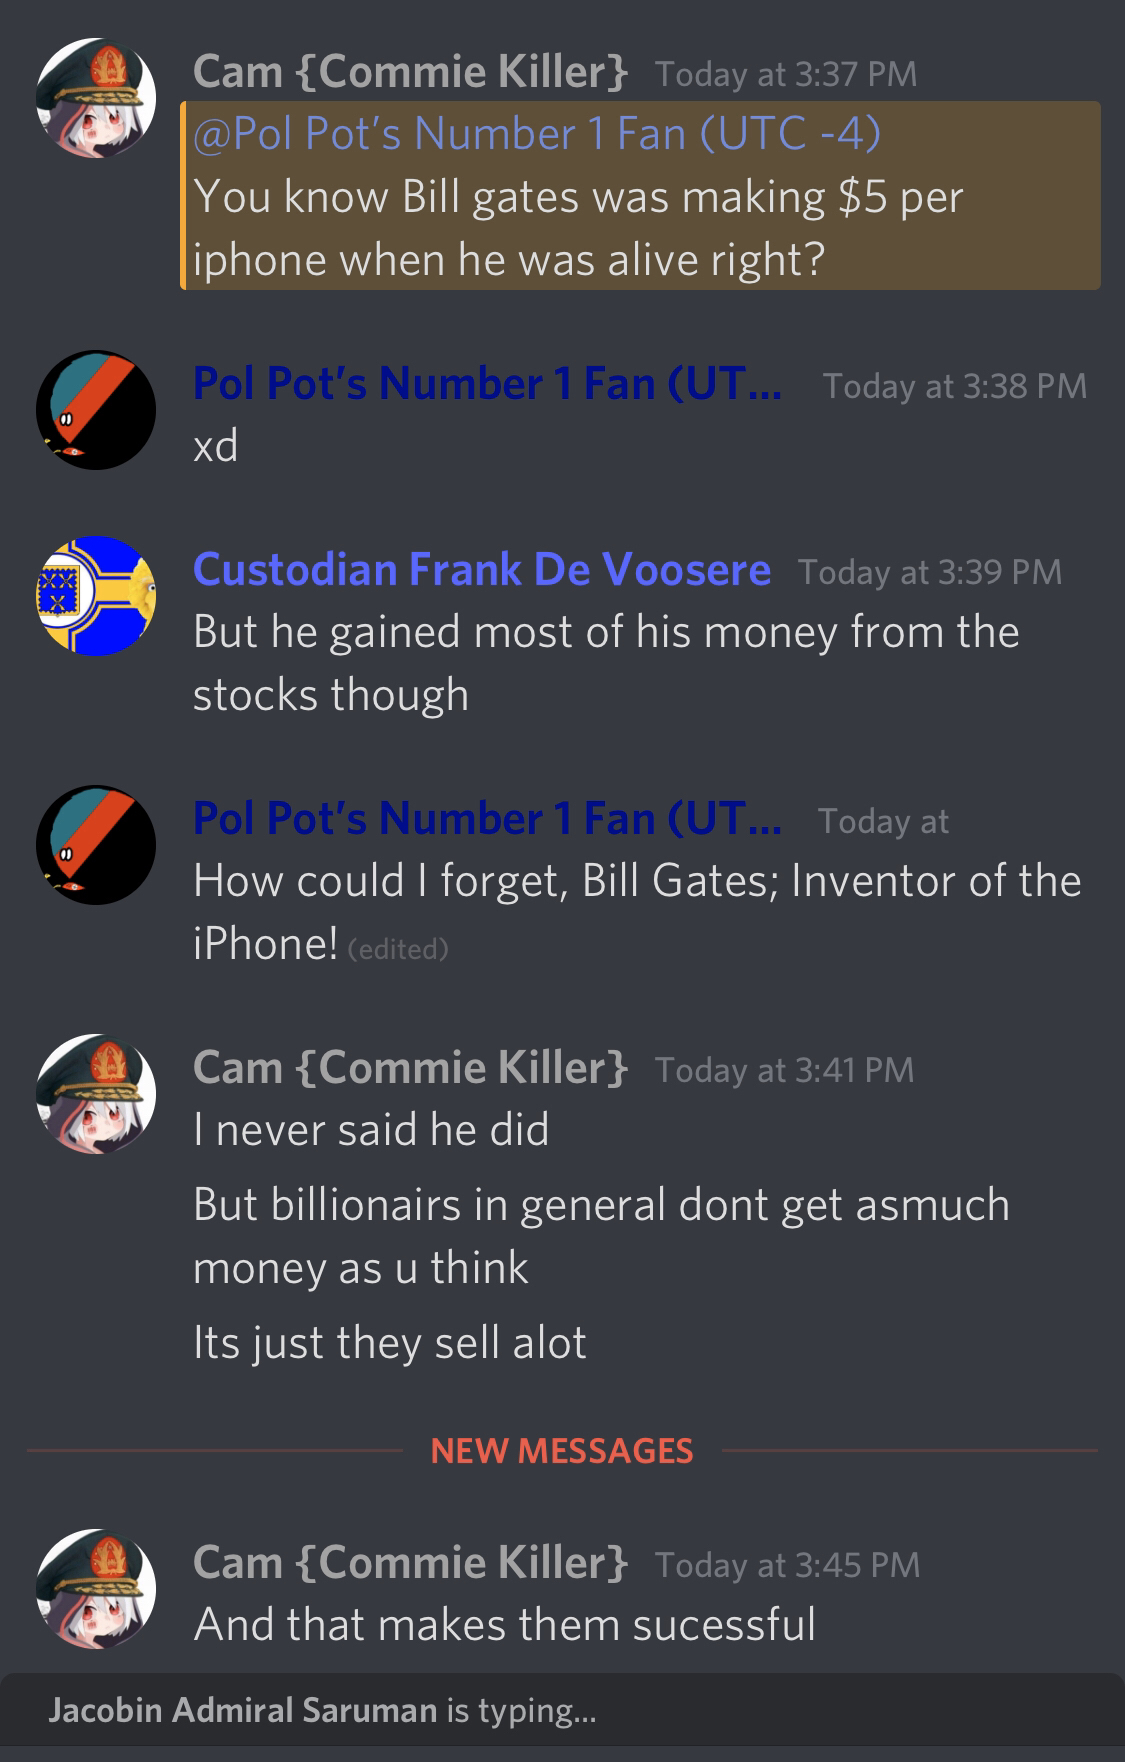 Cam {Commie Killer} Today at 3:37 PM
@Pol Pot’s Number 1 Fan (UTC -4)
You know Bill gates was making $5 per
iphone when he was alive right?
Pol Pot’s Number 1 Fan (UT... Today at 3:38 PM
xd
Custodian Frank De Voosere Today at 3:39 PM
But he gained most of his money from the
stocks though
Pol Pot’s Number 1 Fan (UT... Today at
How could I forget, Bill Gates; Inventor of the
iPhone! (edited)
Cam {Commie Killer} Today at 3:41 PM
I never said he did
But billionairs in general dont get asmuch
money as u think
Its just they sell alot
NEW MESSAGES
Cam {Commie Killer} Today at 3:45 PM
And that makes them sucessful
Jacobin Admiral Saruman is typing...